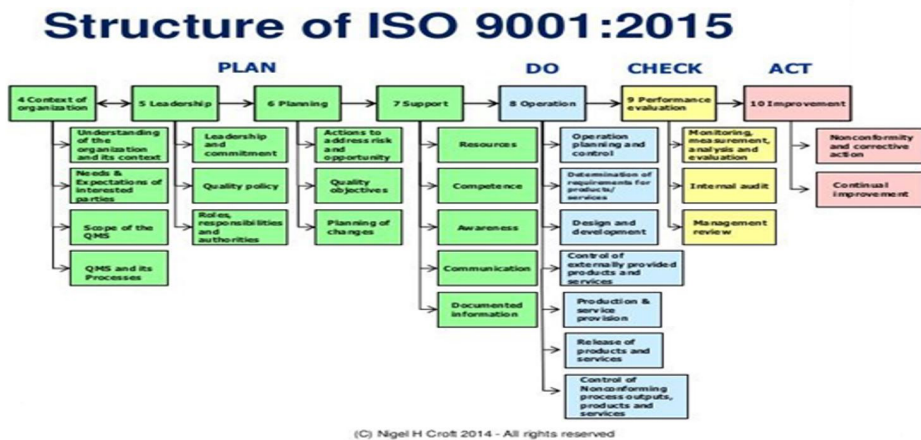 Structure of ISO 9001:2015
PLAN
DO
CHECK
ACT
4 Context of
organization
5 Leadership
6 Planning
7 Support
8 Operation
9 Performance
evaluation
10 Improvement
Understanding
of the
organization
and its context
Needs &
Expectations of
interested
parties
Scope of the
QMS
QMS and its
Processes
Leadership
and
commitment
Quality policy
Roles,
responsibilities
and
authorities
Actions to
address risk
and
opportunity
Quality
objectives
Planning of
changes
Resources
Competence
Awareness
Communication
Documented
information
Operation
planning and
control
Determination of
requirements for
products/
services
Design and
development
Control of
externally provided
products and
services
Production &
service
provision
Release of
products and
services
Control of
Nonconforming
process outputs,
products and
services
Monitoring,
measurement,
analysis and
evaluation
Internal audit
Management
review
Nonconformity
and corrective
action
Continual
improvement
(C) Nigel H Croft 2014 - All rights reserved